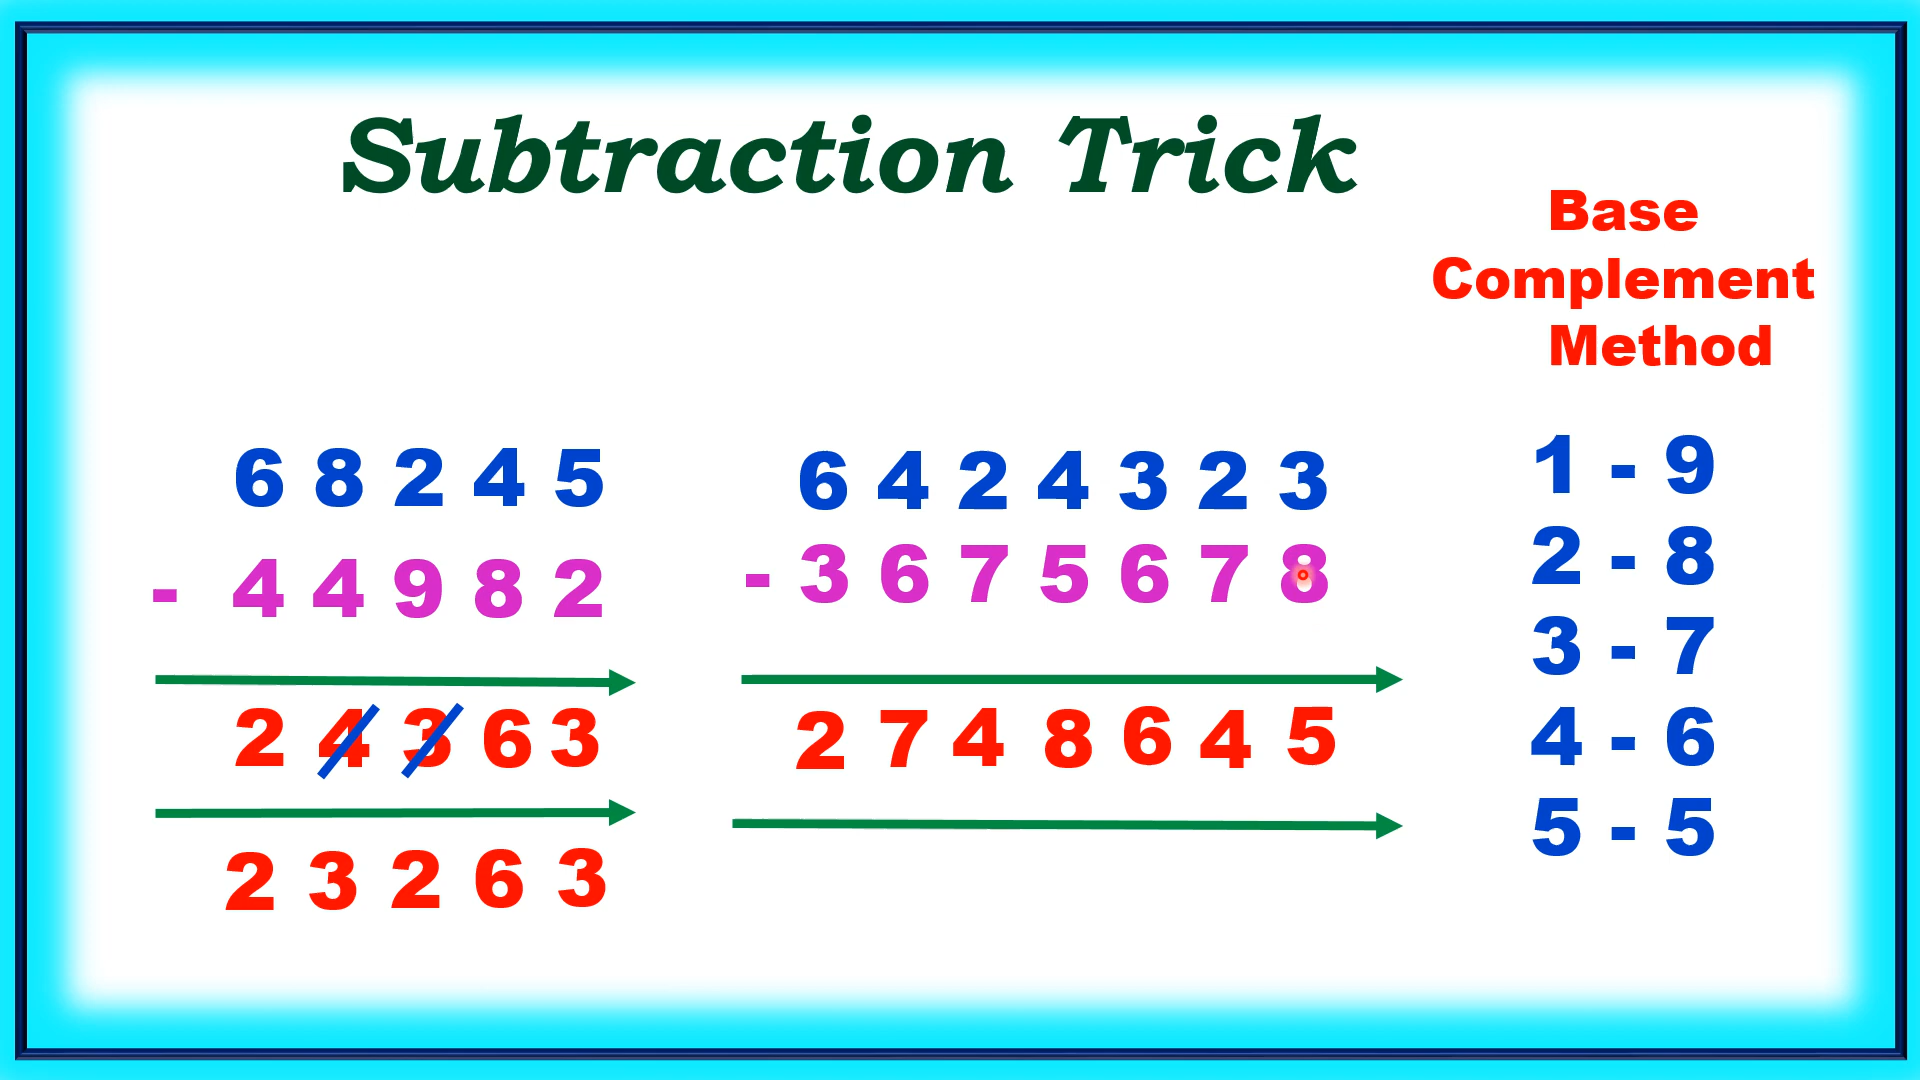 Subtraction Trick
Base
Complement
Method
6 8 2 4 5
- 4 4 9 8 2
2 4 3 6 3
2 3 2 6 3
6 4 2 4 3 2 3
- 3 6 7 5 6 7 8
2 7 4 8 6 4 5
1 - 9
2 - 8
3 - 7
4 - 6
5 - 5